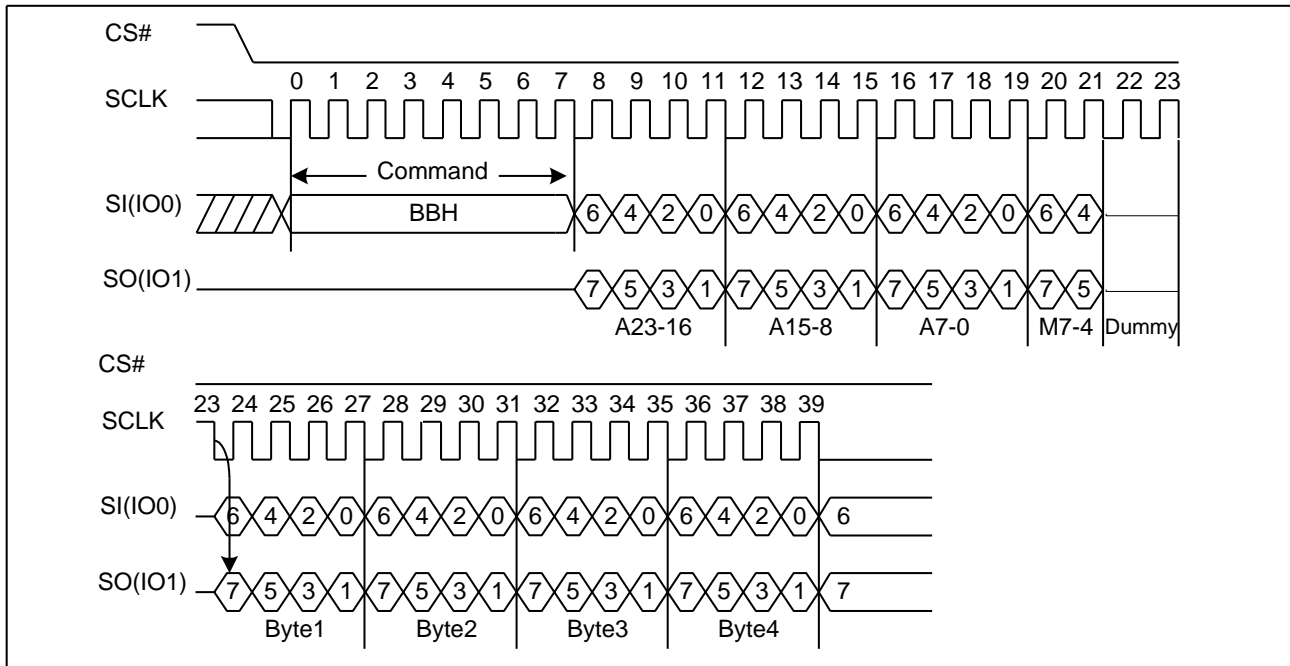 CS#
0 1 2 3 4 5 6 7 8 9 10 11 12 13 14 15 16 17 18 19 20 21 22 23
SCLK
Command
SI(IO0) BBH 6 4 2 0 6 4 2 0 6 4 2 0 6 4
SO(IO1) 7 5 3 1 7 5 3 1 7 5 3 1 7 5
A23-16 A15-8 A7-0 M7-4 Dummy
CS#
23 24 25 26 27 28 29 30 31 32 33 34 35 36 37 38 39
SCLK
SI(IO0) 6 4 2 0 6 4 2 0 6 4 2 0 6 4 2 0 6
SO(IO1) 7 5 3 1 7 5 3 1 7 5 3 1 7 5 3 1 7
Byte1 Byte2 Byte3 Byte4